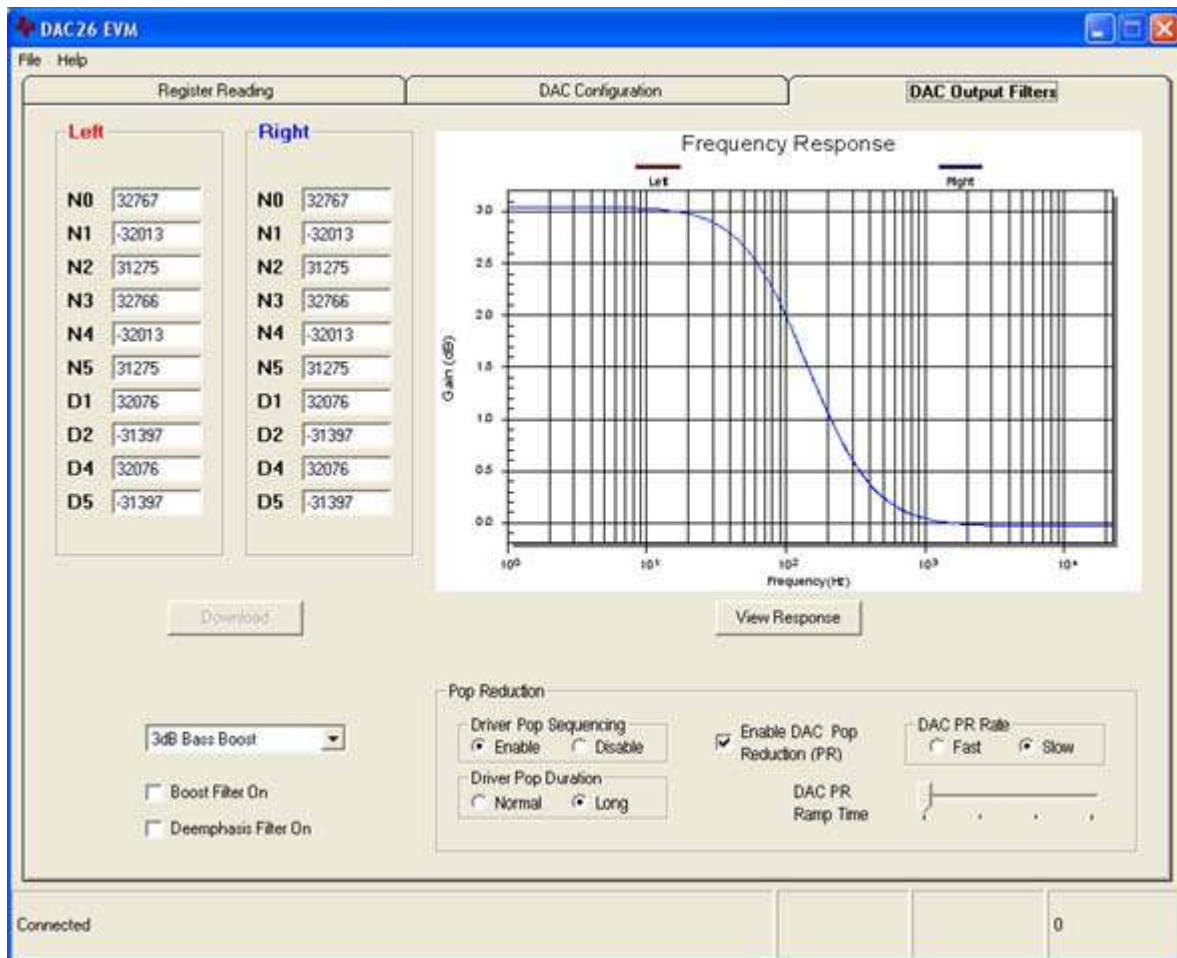 DAC26 EVM
File Help
Register Reading
DAC Configuration
DAC Output Filters
Left
N0 32767
N1 -32013
N2 31275
N3 32766
N4 -32013
N5 31275
D1 32076
D2 -31397
D4 32076
D5 -31397
Right
N0 32767
N1 -32013
N2 31275
N3 32766
N4 -32013
N5 31275
D1 32076
D2 -31397
D4 32076
D5 -31397
Frequency Response
Left
Right
Gain (dB)
3.0
2.5
2.0
1.5
1.0
0.5
0.0
10⁰ 10¹ 10² 10³ 10⁴
Frequency(Hz)
Download
View Response
3dB Bass Boost
Boost Filter On
Deemphasis Filter On
Pop Reduction
Driver Pop Sequencing
Enable Disable
Driver Pop Duration
Normal Long
Enable DAC Pop
Reduction (PR)
DAC PR Rate
Fast Slow
DAC PR
Ramp Time
Connected
0